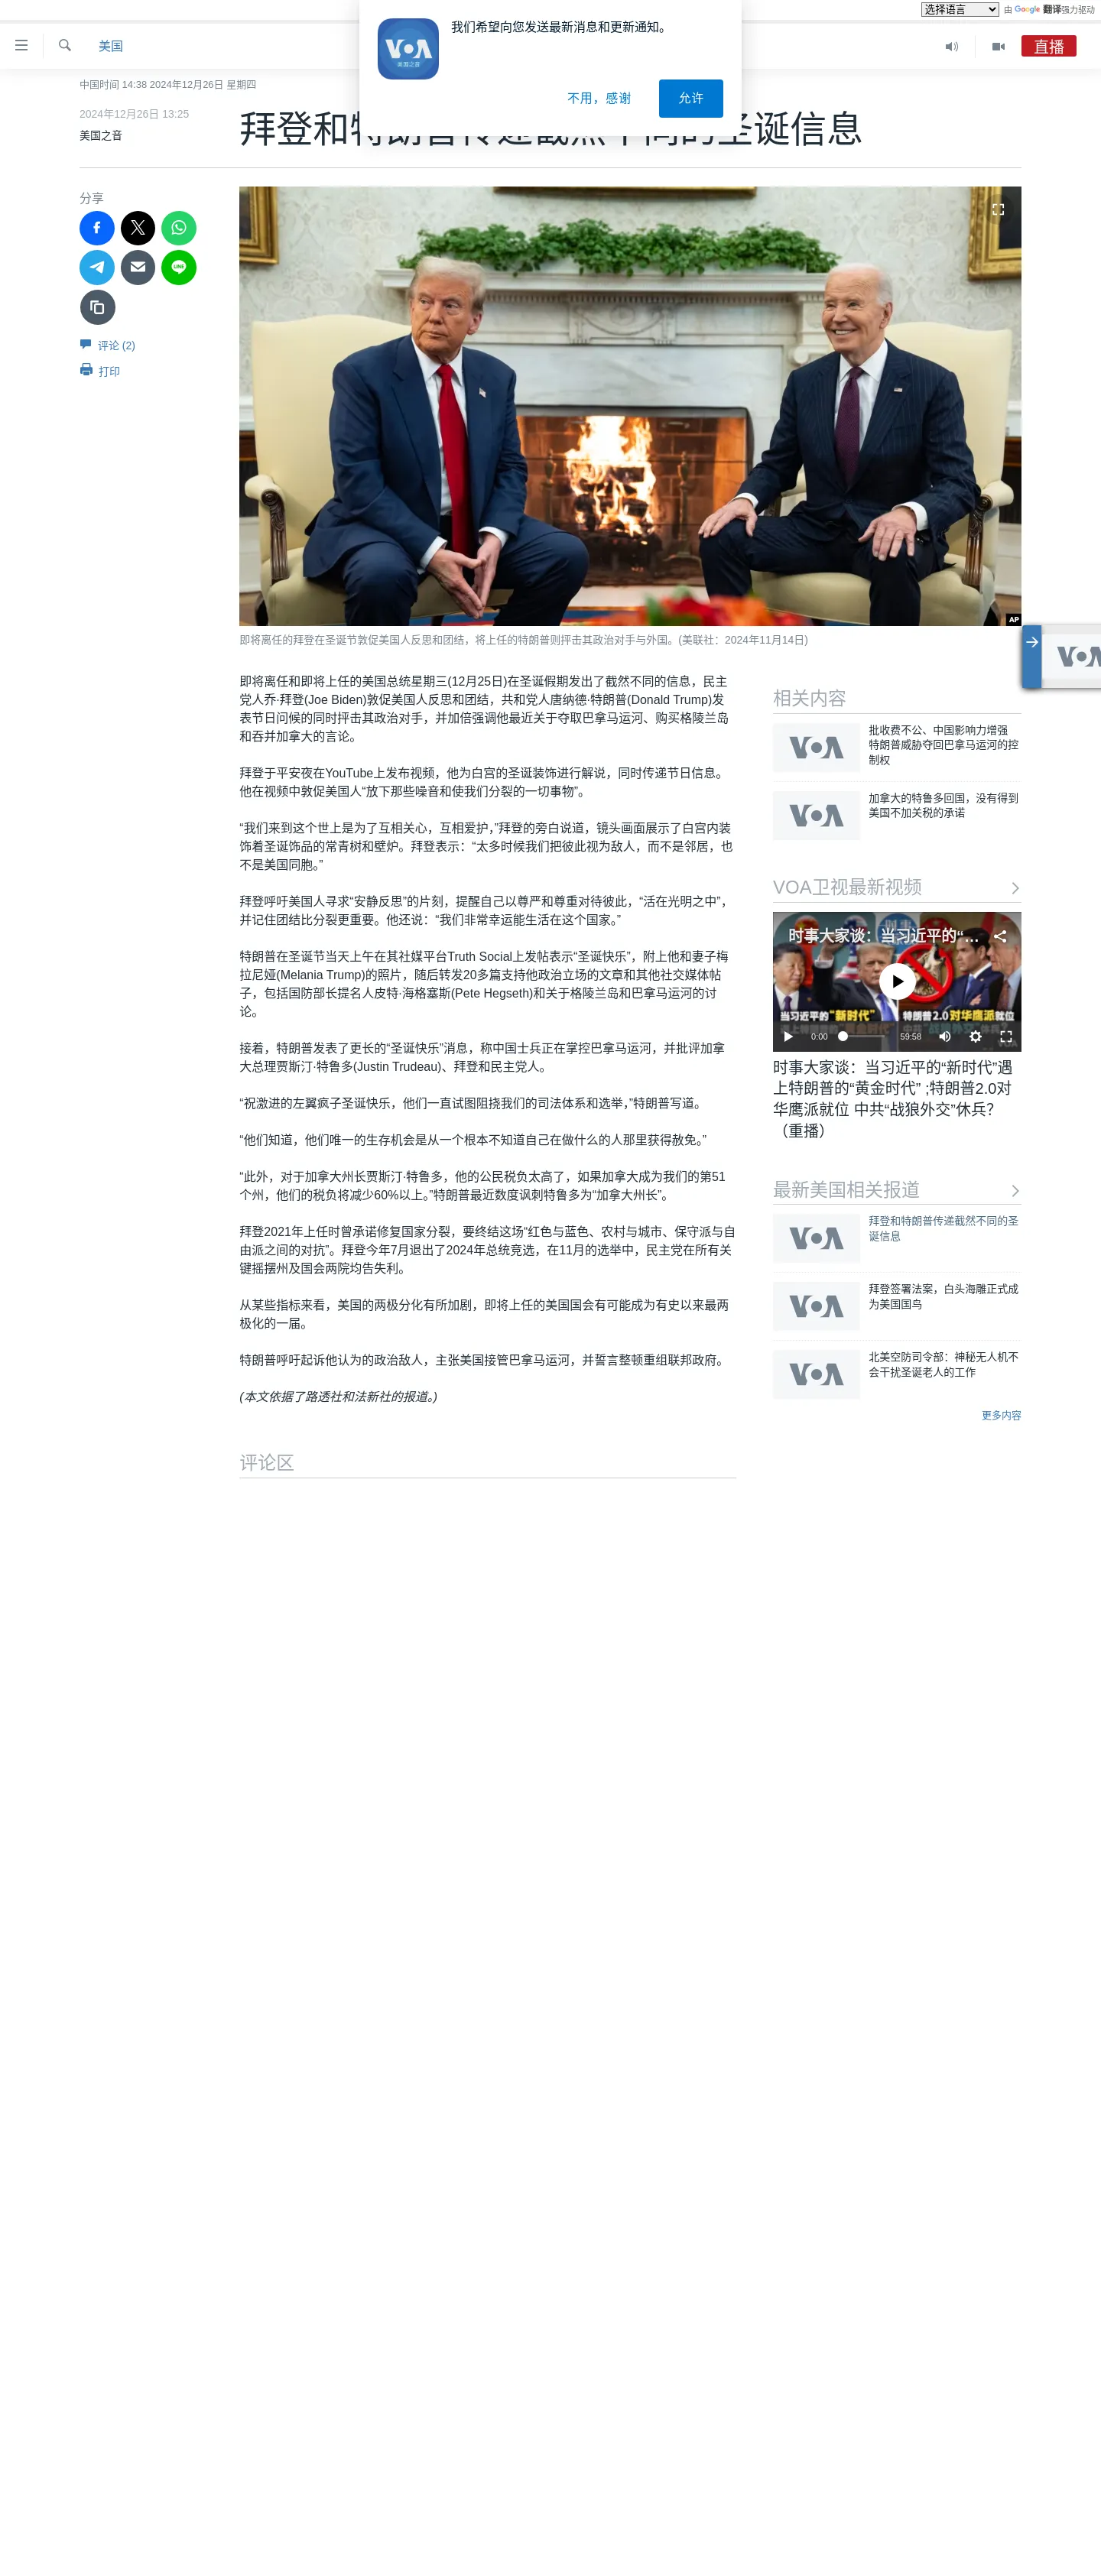 选择语言
由 Google 翻译强力驱动
我们希望向您发送最新消息和更新通知。
VOA
美国之音
不用，感谢
允许
美国
直播
中国时间 14:38 2024年12月26日 星期四
2024年12月26日 13:25
美国之音
拜登和特朗普传递截然不同的圣诞信息
分享
评论 (2)
打印
AP
即将离任的拜登在圣诞节敦促美国人反思和团结，将上任的特朗普则抨击其政治对手与外国。(美联社：2024年11月14日)
即将离任和即将上任的美国总统星期三(12月25日)在圣诞假期发出了截然不同的信息，民主
党人乔·拜登(Joe Biden)敦促美国人反思和团结，共和党人唐纳德·特朗普(Donald Trump)发
表节日问候的同时抨击其政治对手，并加倍强调他最近关于夺取巴拿马运河、购买格陵兰岛
和吞并加拿大的言论。
拜登于平安夜在YouTube上发布视频，他为白宫的圣诞装饰进行解说，同时传递节日信息。
他在视频中敦促美国人“放下那些噪音和使我们分裂的一切事物”。
“我们来到这个世上是为了互相关心，互相爱护，”拜登的旁白说道，镜头画面展示了白宫内装
饰着圣诞饰品的常青树和壁炉。拜登表示：“太多时候我们把彼此视为敌人，而不是邻居，也
不是美国同胞。”
拜登呼吁美国人寻求“安静反思”的片刻，提醒自己以尊严和尊重对待彼此，“活在光明之中”，
并记住团结比分裂更重要。他还说：“我们非常幸运能生活在这个国家。”
特朗普在圣诞节当天上午在其社媒平台Truth Social上发帖表示“圣诞快乐”，附上他和妻子梅
拉尼娅(Melania Trump)的照片，随后转发20多篇支持他政治立场的文章和其他社交媒体帖
子，包括国防部长提名人皮特·海格塞斯(Pete Hegseth)和关于格陵兰岛和巴拿马运河的讨
论。
接着，特朗普发表了更长的“圣诞快乐”消息，称中国士兵正在掌控巴拿马运河，并批评加拿
大总理贾斯汀·特鲁多(Justin Trudeau)、拜登和民主党人。
“祝激进的左翼疯子圣诞快乐，他们一直试图阻挠我们的司法体系和选举，”特朗普写道。
“他们知道，他们唯一的生存机会是从一个根本不知道自己在做什么的人那里获得赦免。”
“此外，对于加拿大州长贾斯汀·特鲁多，他的公民税负太高了，如果加拿大成为我们的第51
个州，他们的税负将减少60%以上。”特朗普最近数度讽刺特鲁多为“加拿大州长”。
拜登2021年上任时曾承诺修复国家分裂，要终结这场“红色与蓝色、农村与城市、保守派与自
由派之间的对抗”。拜登今年7月退出了2024年总统竞选，在11月的选举中，民主党在所有关
键摇摆州及国会两院均告失利。
从某些指标来看，美国的两极分化有所加剧，即将上任的美国国会有可能成为有史以来最两
极化的一届。
特朗普呼吁起诉他认为的政治敌人，主张美国接管巴拿马运河，并誓言整顿重组联邦政府。
(本文依据了路透社和法新社的报道。)
评论区
相关内容
VOA
批收费不公、中国影响力增强
特朗普威胁夺回巴拿马运河的控
制权
VOA
加拿大的特鲁多回国，没有得到
美国不加关税的承诺
VOA卫视最新视频
时事大家谈：当习近平的“...
当习近平的“新时代”
特朗普2.0对华鹰派就位
0:00
59:58
时事大家谈：当习近平的“新时代”遇
上特朗普的“黄金时代” ;特朗普2.0对
华鹰派就位 中共“战狼外交”休兵？
（重播）
最新美国相关报道
VOA
拜登和特朗普传递截然不同的圣
诞信息
VOA
拜登签署法案，白头海雕正式成
为美国国鸟
VOA
北美空防司令部：神秘无人机不
会干扰圣诞老人的工作
更多内容